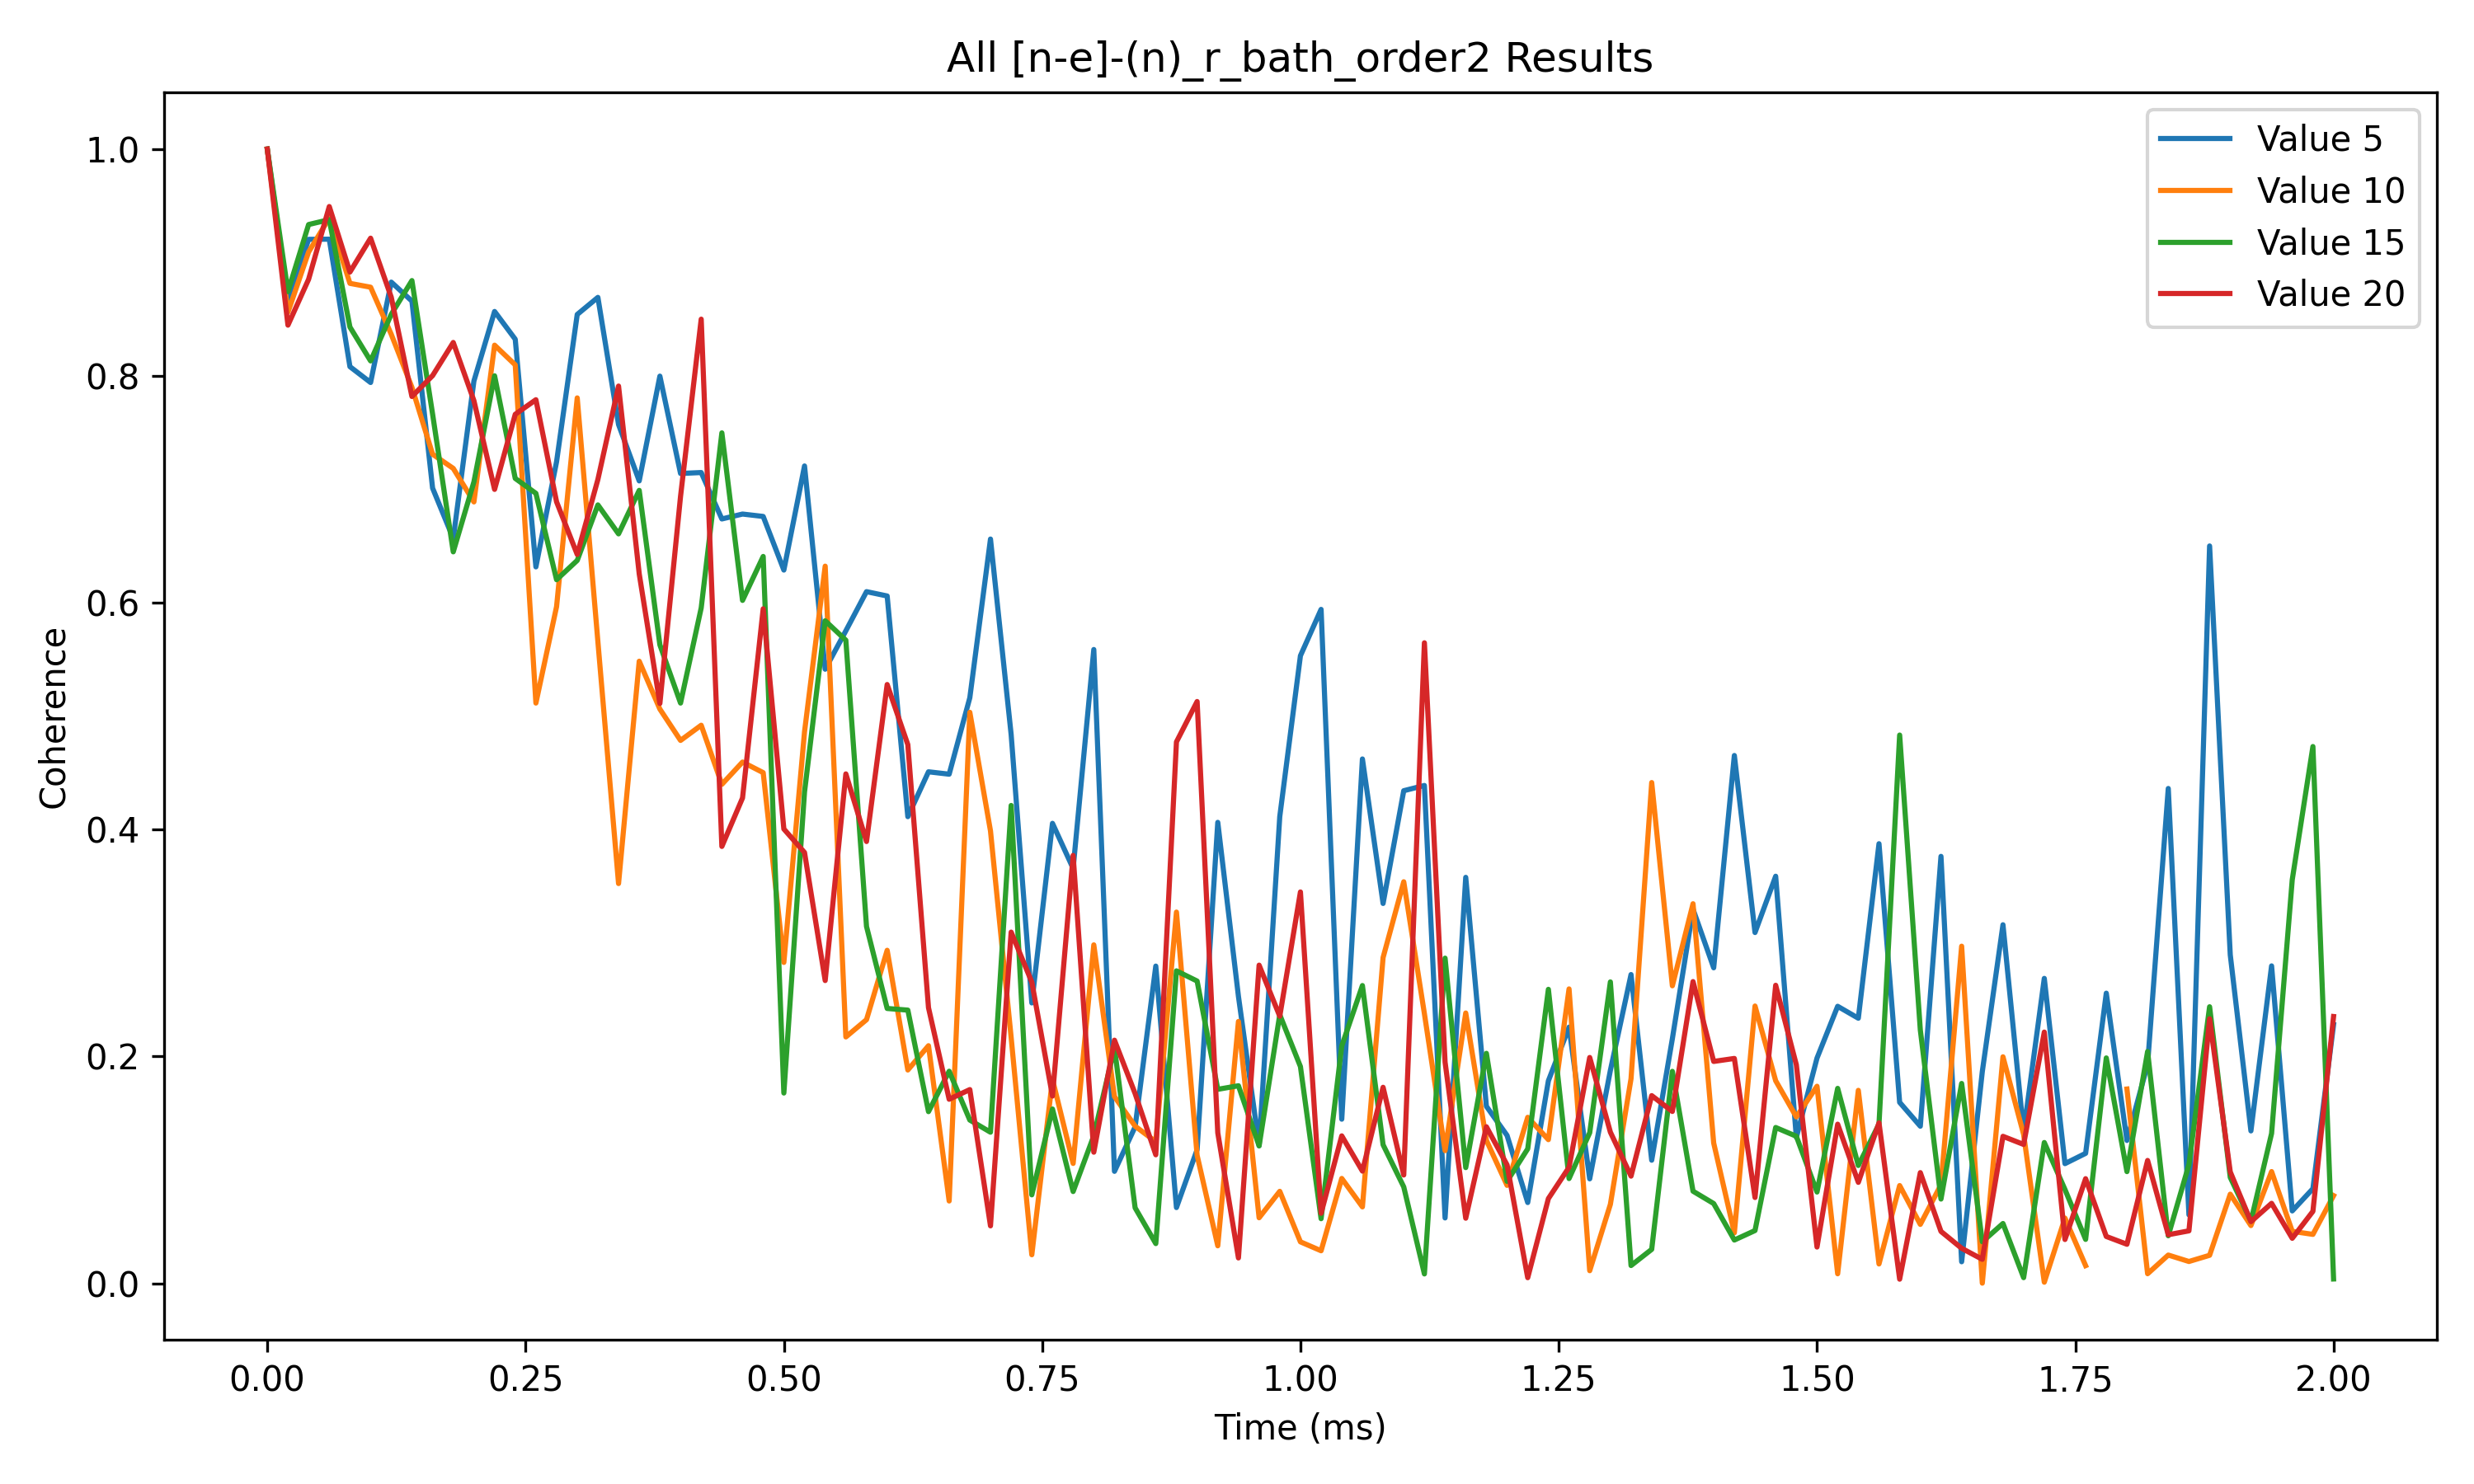 All [n-e]-(n)_r_bath_order2 Results
Value 5
Value 10
Value 15
Value 20
Coherence
1.0
0.8
0.6
0.4
0.2
0.0
0.00 0.25 0.50 0.75 1.00 1.25 1.50 1.75 2.00
Time (ms)